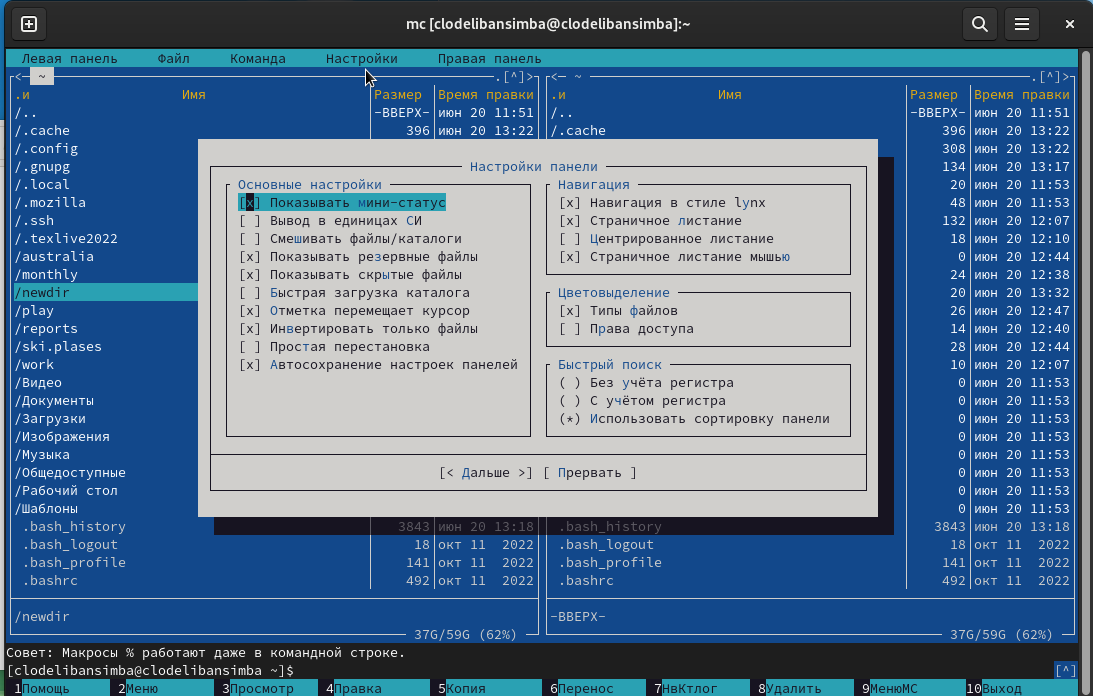 mc [clodelibansimba@clodelibansimba]:~
Левая панель Файл Команда Настройки Правая панель
<— ~ .[^]> <— ~ .[^]>
.и Имя Размер Время правки .и Имя Размер Время правки
/.. -ВВЕРХ- июн 20 11:51 /.. -ВВЕРХ- июн 20 11:51
/.cache 396 июн 20 13:22 /.cache 396 июн 20 13:22
/.config 308 июн 20 13:22
/.gnupg Настройки панели 134 июн 20 13:17
/.local Основные настройки Навигация 20 июн 20 11:53
/.mozilla [x] Показывать мини-статус [x] Навигация в стиле lynx 48 июн 20 11:53
/.ssh [ ] Вывод в единицах СИ [x] Страничное листание 132 июн 20 12:07
/.texlive2022 [ ] Смешивать файлы/каталоги [ ] Центрированное листание 18 июн 20 12:10
/australia [x] Показывать резервные файлы [x] Страничное листание мышью 0 июн 20 12:44
/monthly [x] Показывать скрытые файлы 24 июн 20 12:38
/newdir [ ] Быстрая загрузка каталога Цветовыделение 20 июн 20 13:32
/play [x] Отметка перемещает курсор [x] Типы файлов 26 июн 20 12:47
/reports [x] Инвертировать только файлы [ ] Права доступа 14 июн 20 12:40
/ski.plases [ ] Простая перестановка 28 июн 20 12:44
/work [x] Автосохранение настроек панелей Быстрый поиск 10 июн 20 12:07
/Видео ( ) Без учёта регистра 0 июн 20 11:53
/Документы ( ) С учётом регистра 0 июн 20 11:53
/Загрузки (*) Использовать сортировку панели 0 июн 20 11:53
/Изображения 0 июн 20 11:53
/Музыка 0 июн 20 11:53
/Общедоступные [< Дальше >] [ Прервать ] 0 июн 20 11:53
/Рабочий стол 0 июн 20 11:53
/Шаблоны 0 июн 20 11:53
.bash_history 3843 июн 20 13:18 .bash_history 3843 июн 20 13:18
.bash_logout 18 окт 11 2022 .bash_logout 18 окт 11 2022
.bash_profile 141 окт 11 2022 .bash_profile 141 окт 11 2022
.bashrc 492 окт 11 2022 .bashrc 492 окт 11 2022
/newdir -ВВЕРХ-
37G/59G (62%) 37G/59G (62%)
Совет: Макросы % работают даже в командной строке.
[clodelibansimba@clodelibansimba ~]$ [^]
1Помощь 2Меню 3Просмотр 4Правка 5Копия 6Перенос 7НвКтлог 8Удалить 9МенюМС 10Выход